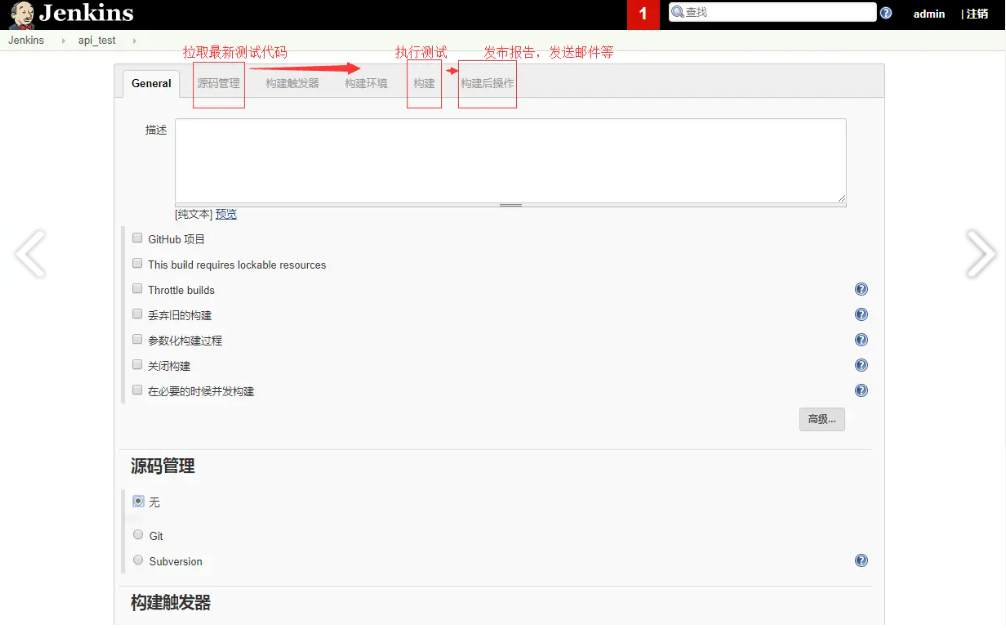 Jenkins
1
查找
admin
| 注销
Jenkins
api_test
拉取最新测试代码
执行测试
发布报告，发送邮件等
General
源码管理
构建触发器
构建环境
构建
构建后操作
描述
[纯文本] 预览
GitHub 项目
This build requires lockable resources
Throttle builds
丢弃旧的构建
参数化构建过程
关闭构建
在必要的时候并发构建
高级...
源码管理
无
Git
Subversion
构建触发器